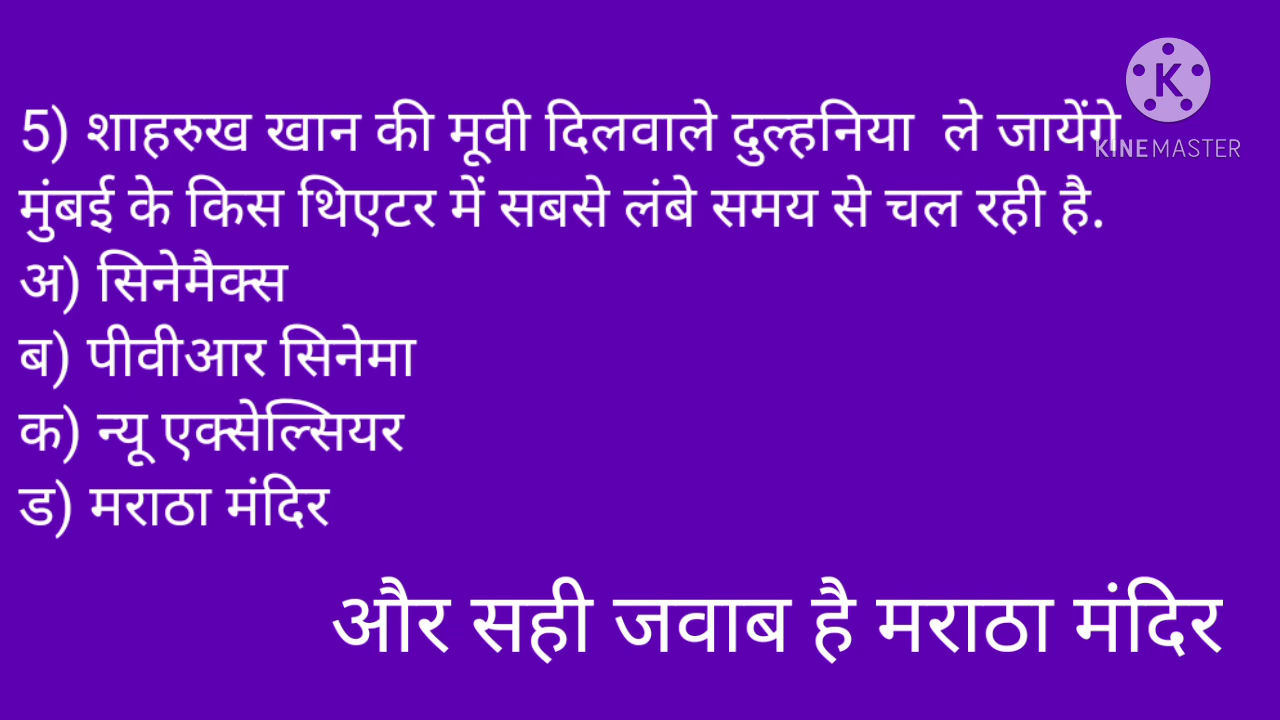 5) शाहरुख खान की मूवी दिलवाले दुल्हनिया ले जायेंगे
मुंबई के किस थिएटर में सबसे लंबे समय से चल रही है.
अ) सिनेमैक्स
ब) पीवीआर सिनेमा
क) न्यू एक्सेल्सियर
ड) मराठा मंदिर
और सही जवाब है मराठा मंदिर
K
KINEMASTER